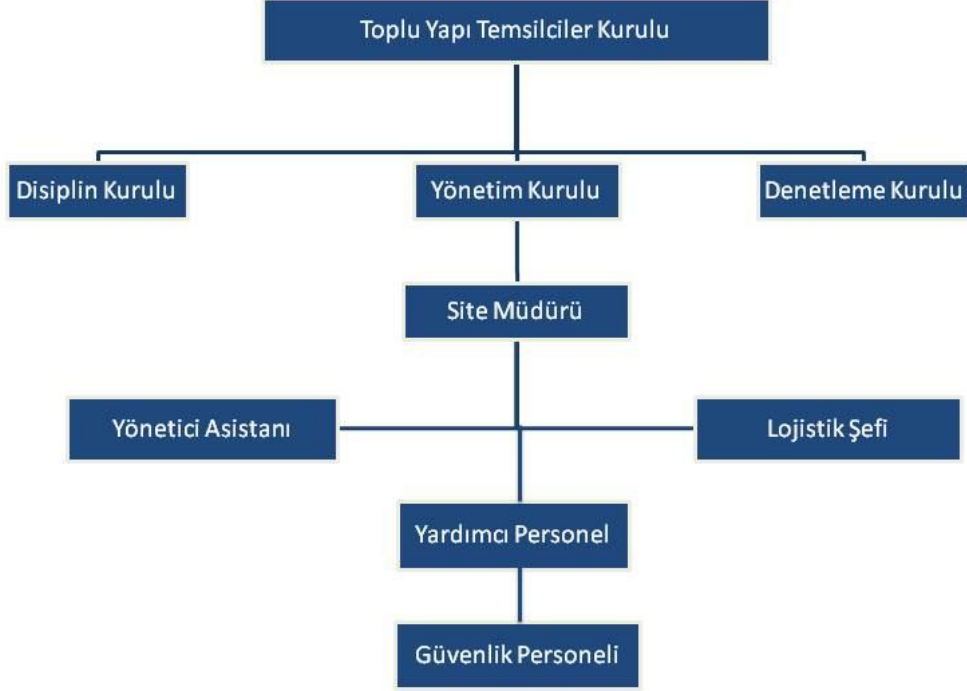 Toplu Yapı Temsilciler Kurulu
Disiplin Kurulu
Yönetim Kurulu
Denetleme Kurulu
Site Müdürü
Yönetici Asistanı
Lojistik Şefi
Yardımcı Personel
Güvenlik Personeli